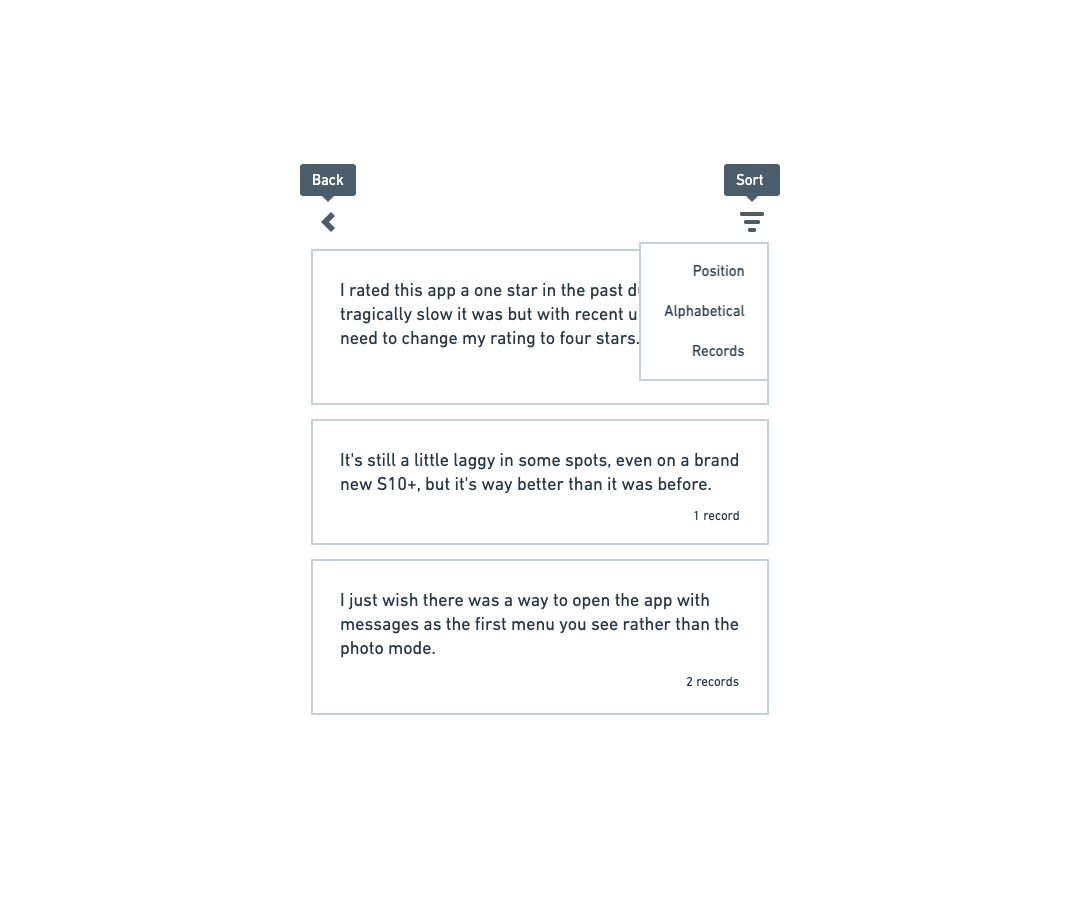 Back
Sort
I rated this app a one star in the past
tragically slow it was but with recent
need to change my rating to four stars.
Position
Alphabetical
Records
It's still a little laggy in some spots, even on a brand
new S10+, but it's way better than it was before.
1 record
I just wish there was a way to open the app with
messages as the first menu you see rather than the
photo mode.
2 records